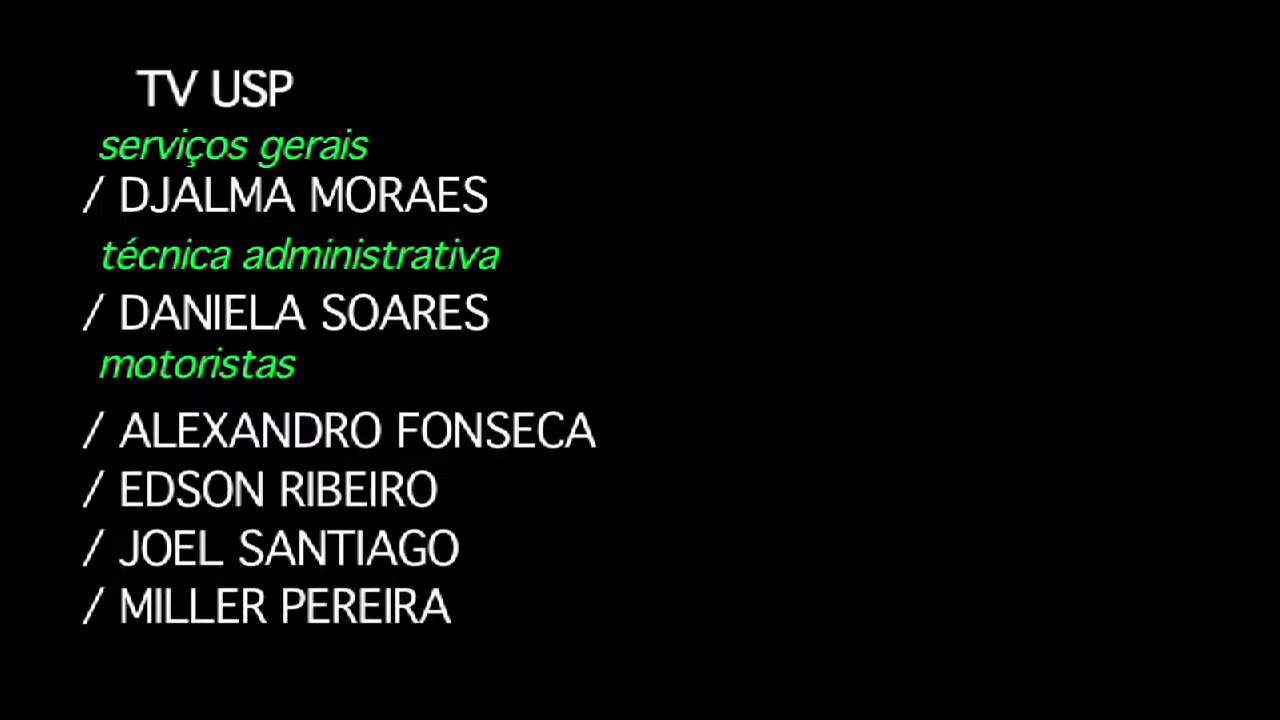 TV USP
serviços gerais
/ DJALMA MORAES
técnica administrativa
/ DANIELA SOARES
motoristas
/ ALEXANDRO FONSECA
/ EDSON RIBEIRO
/ JOEL SANTIAGO
/ MILLER PEREIRA